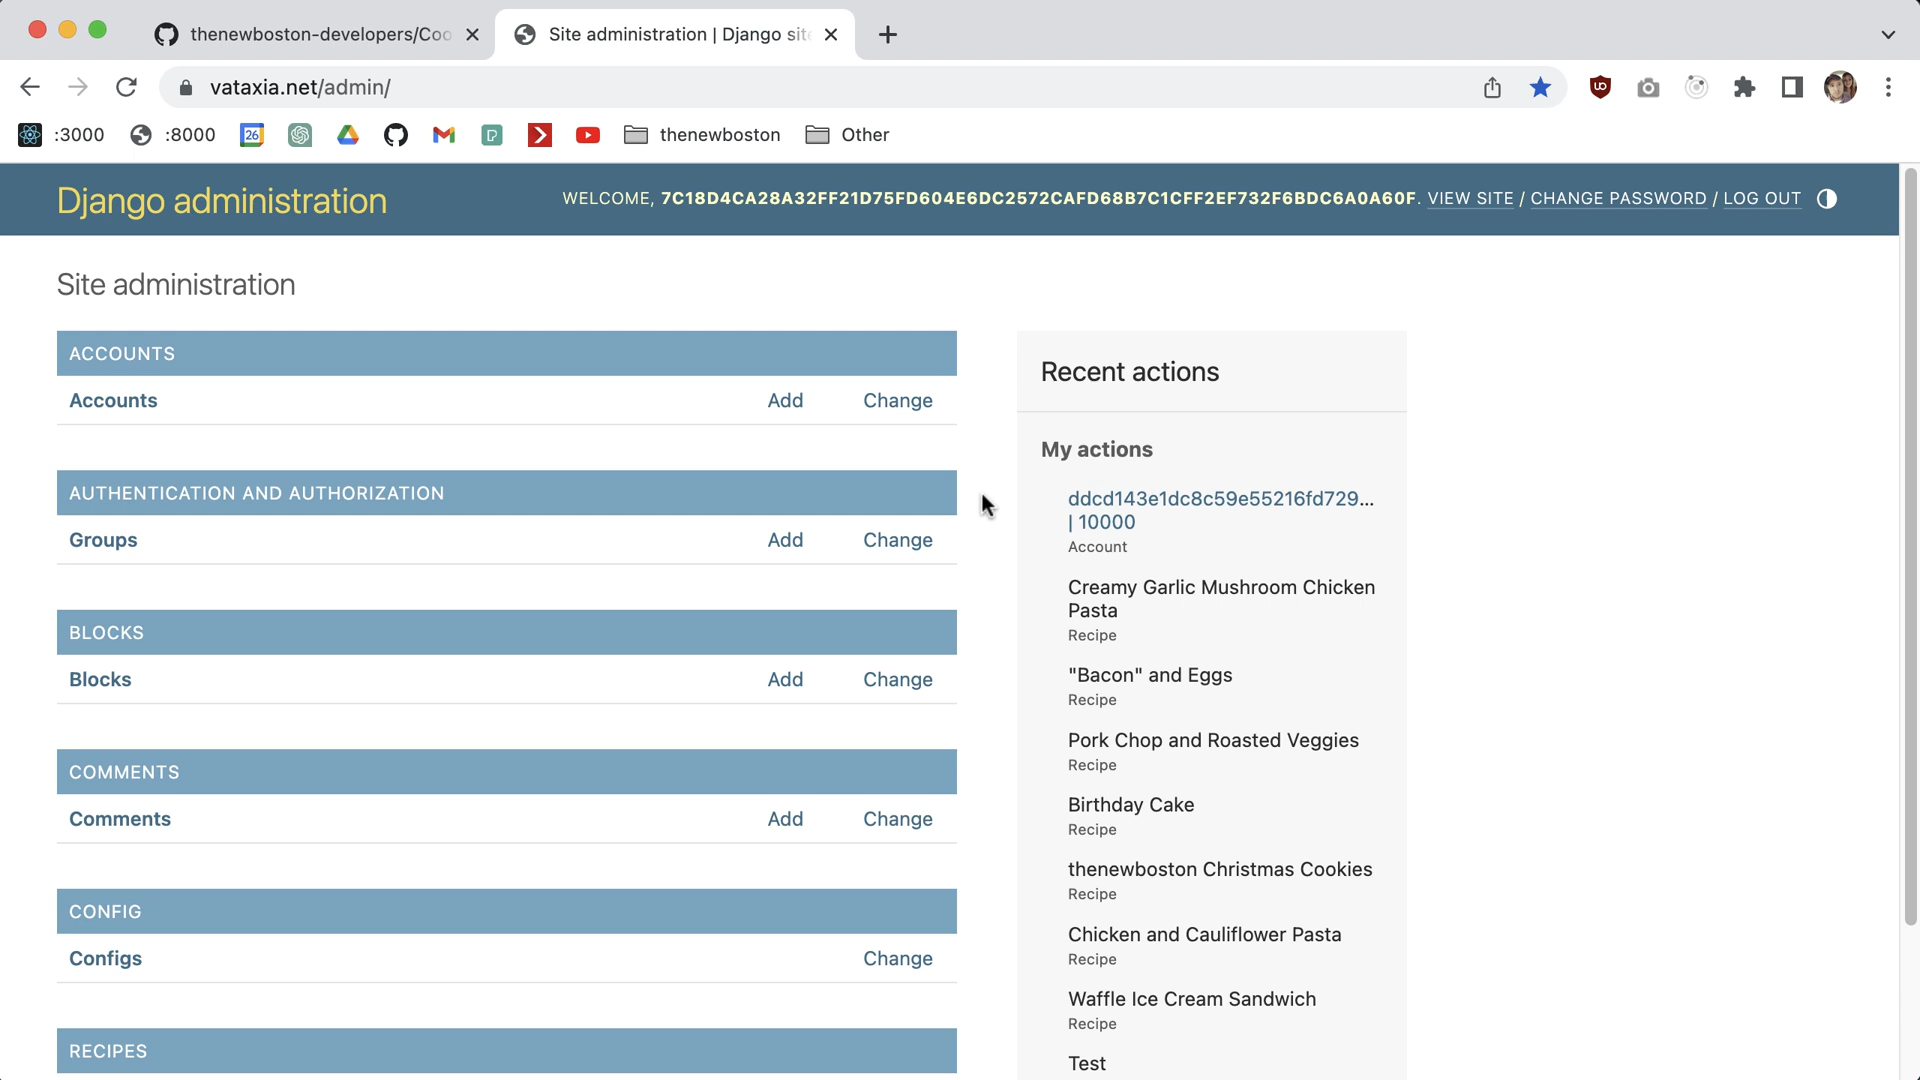 thenewboston-developers/Coo
Site administration | Django site
vataxia.net/admin/
:3000
:8000
26
thenewboston
Other
Django administration
WELCOME, 7C18D4CA28A32FF21D75FD604E6DC2572CAFD68B7C1CFF2EF732F6BDC6A0A60F. VIEW SITE / CHANGE PASSWORD / LOG OUT
Site administration
ACCOUNTS
Accounts Add Change
AUTHENTICATION AND AUTHORIZATION
Groups Add Change
BLOCKS
Blocks Add Change
COMMENTS
Comments Add Change
CONFIG
Configs Change
RECIPES
Recent actions
My actions
ddcd143e1dc8c59e55216fd729...
| 10000
Account
Creamy Garlic Mushroom Chicken
Pasta
Recipe
"Bacon" and Eggs
Recipe
Pork Chop and Roasted Veggies
Recipe
Birthday Cake
Recipe
thenewboston Christmas Cookies
Recipe
Chicken and Cauliflower Pasta
Recipe
Waffle Ice Cream Sandwich
Recipe
Test